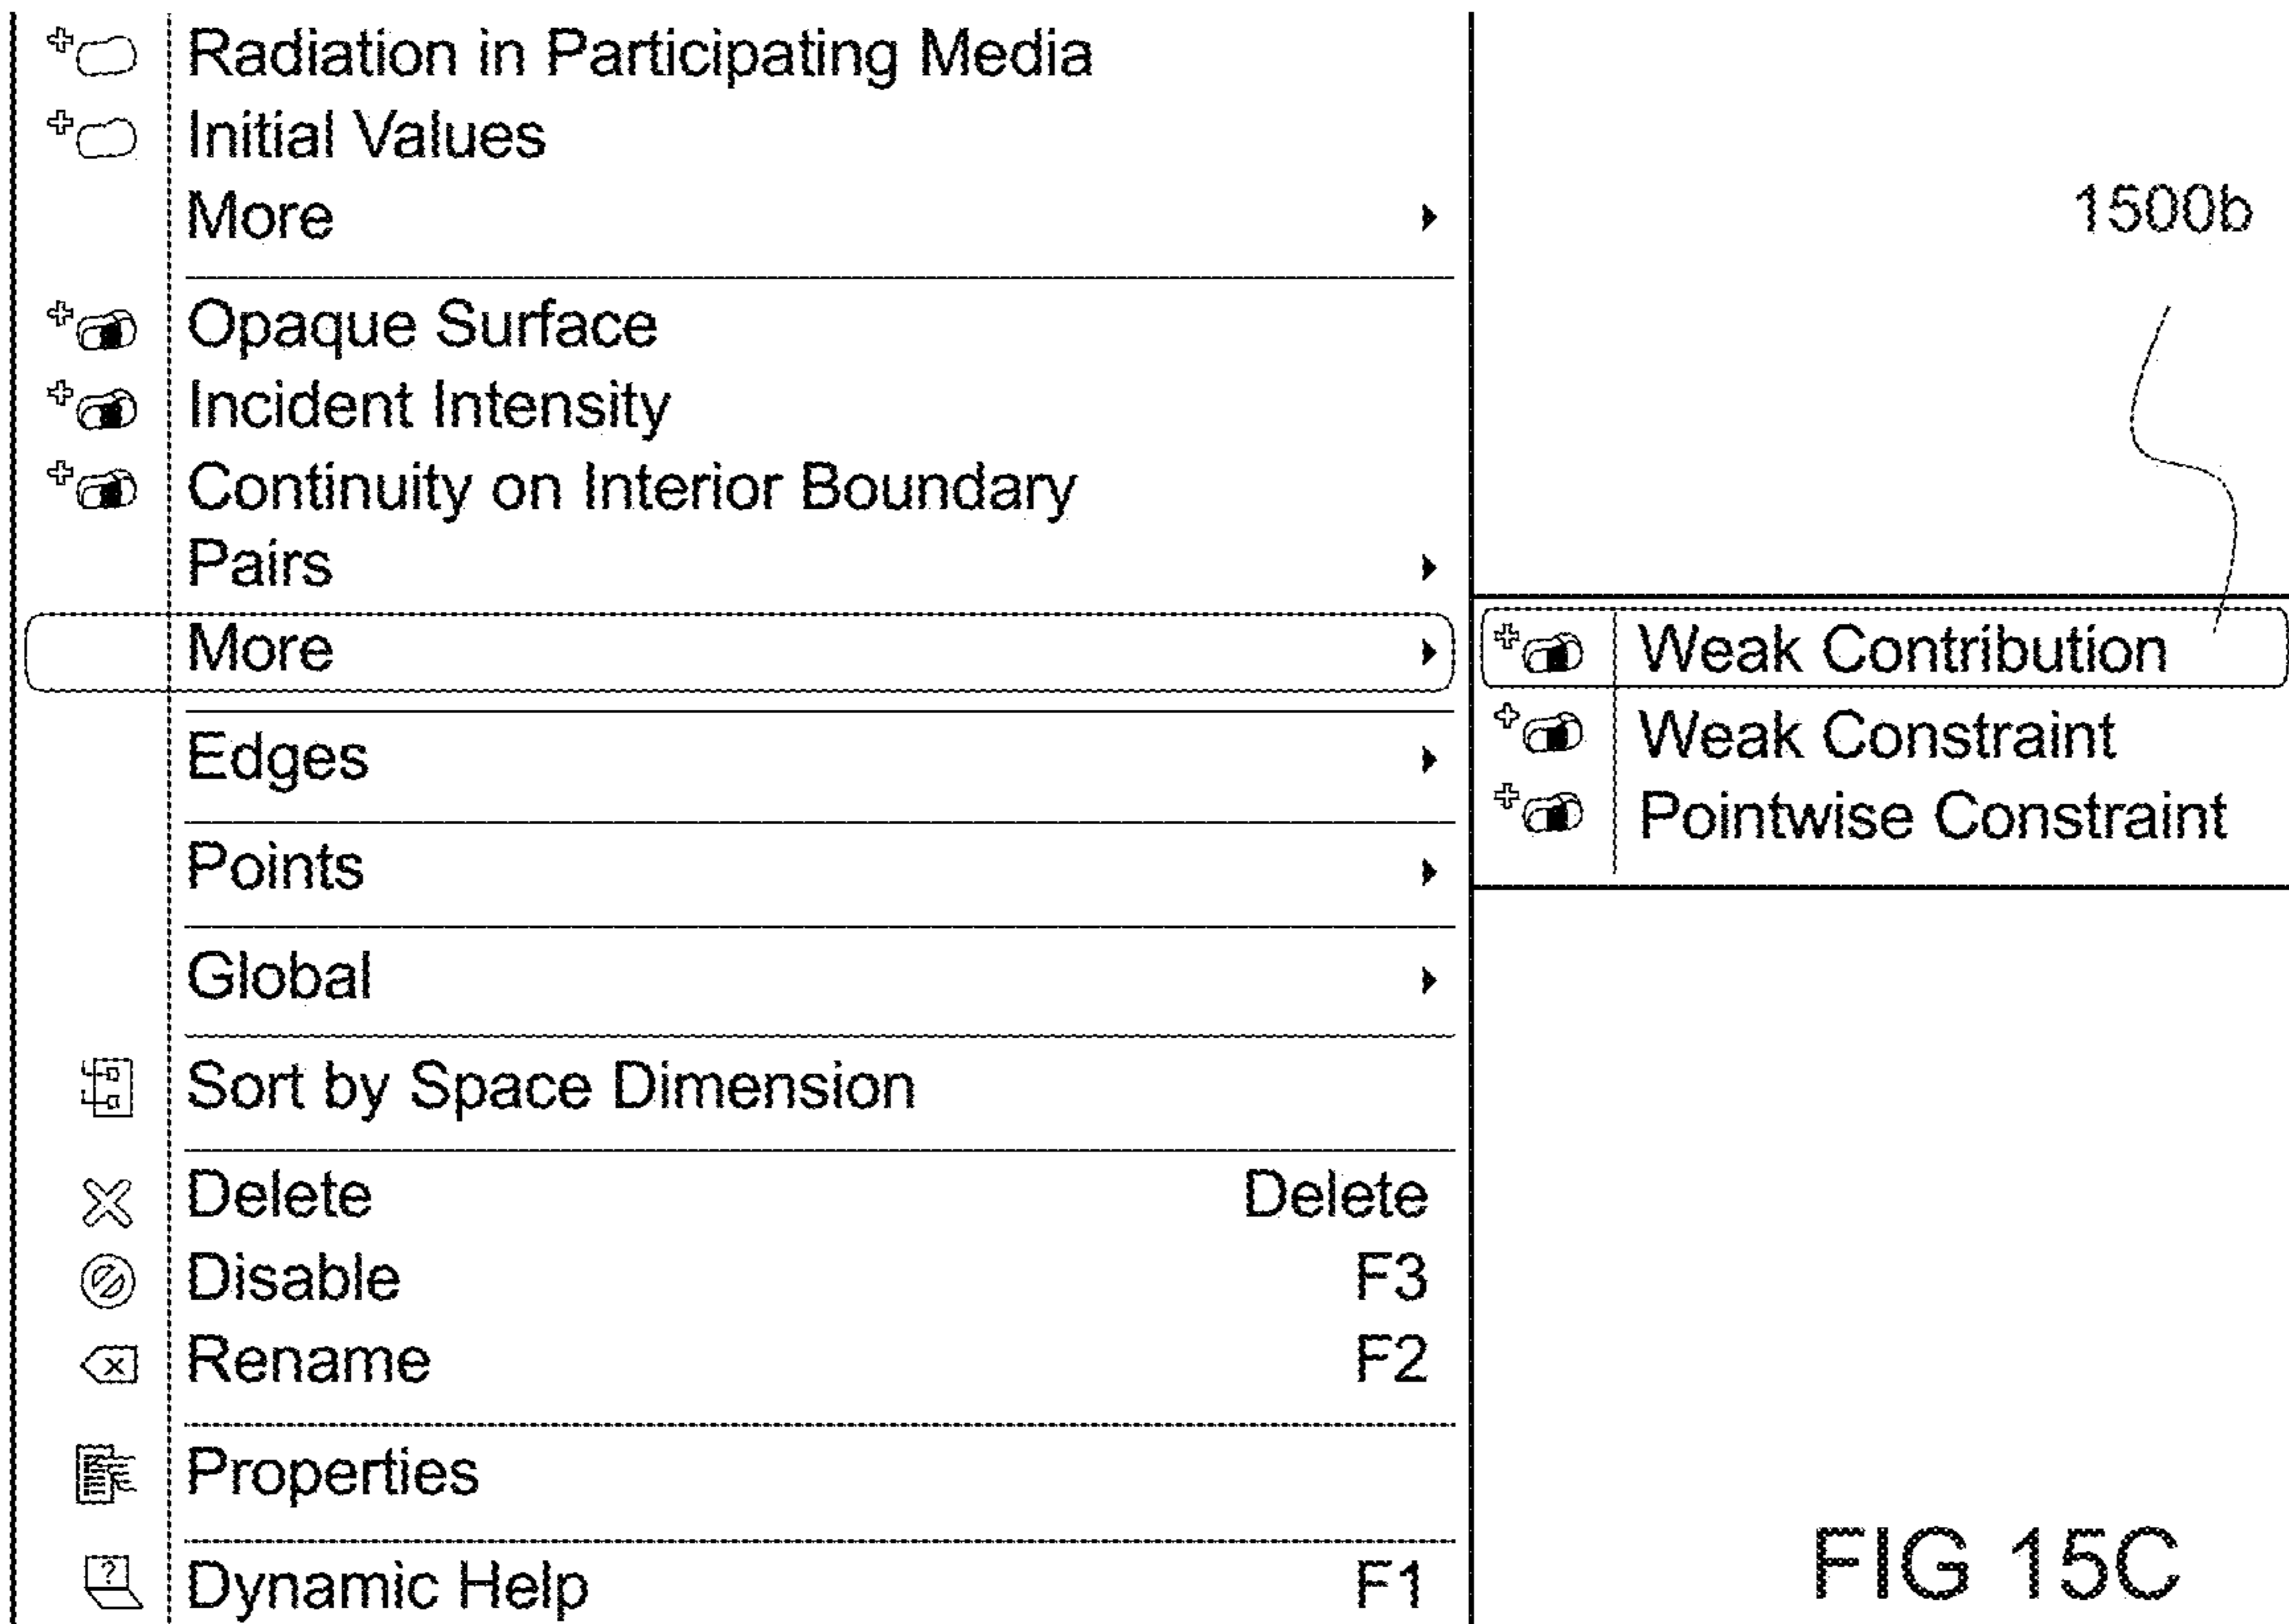 Radiation in Participating Media
Initial Values
More
1500b
Opaque Surface
Incident Intensity
Continuity on Interior Boundary
Pairs
More
Weak Contribution
Weak Constraint
Pointwise Constraint
Edges
Points
Global
Sort by Space Dimension
Delete Delete
Disable F3
Rename F2
Properties
Dynamic Help F1
FIG 15C